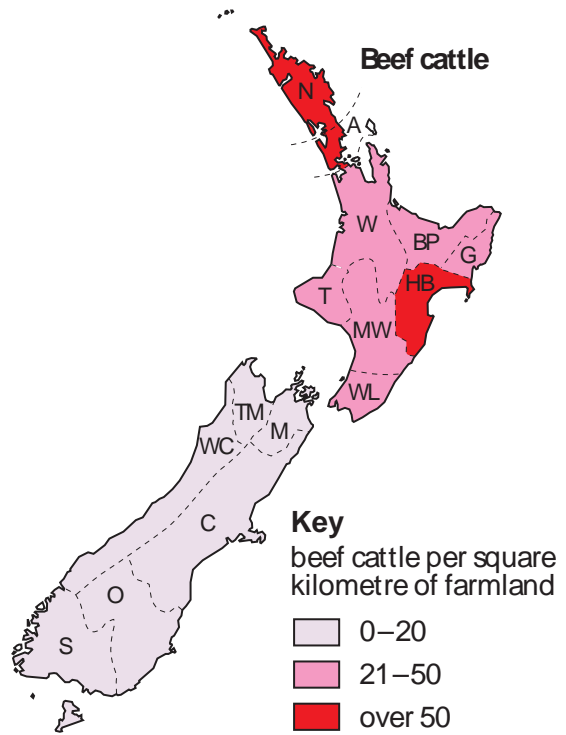 Beef cattle
N
A
W
BP
G
HB
T
MW
WL
TM
M
WC
C
O
S
Key
beef cattle per square
kilometre of farmland
0–20
21–50
over 50